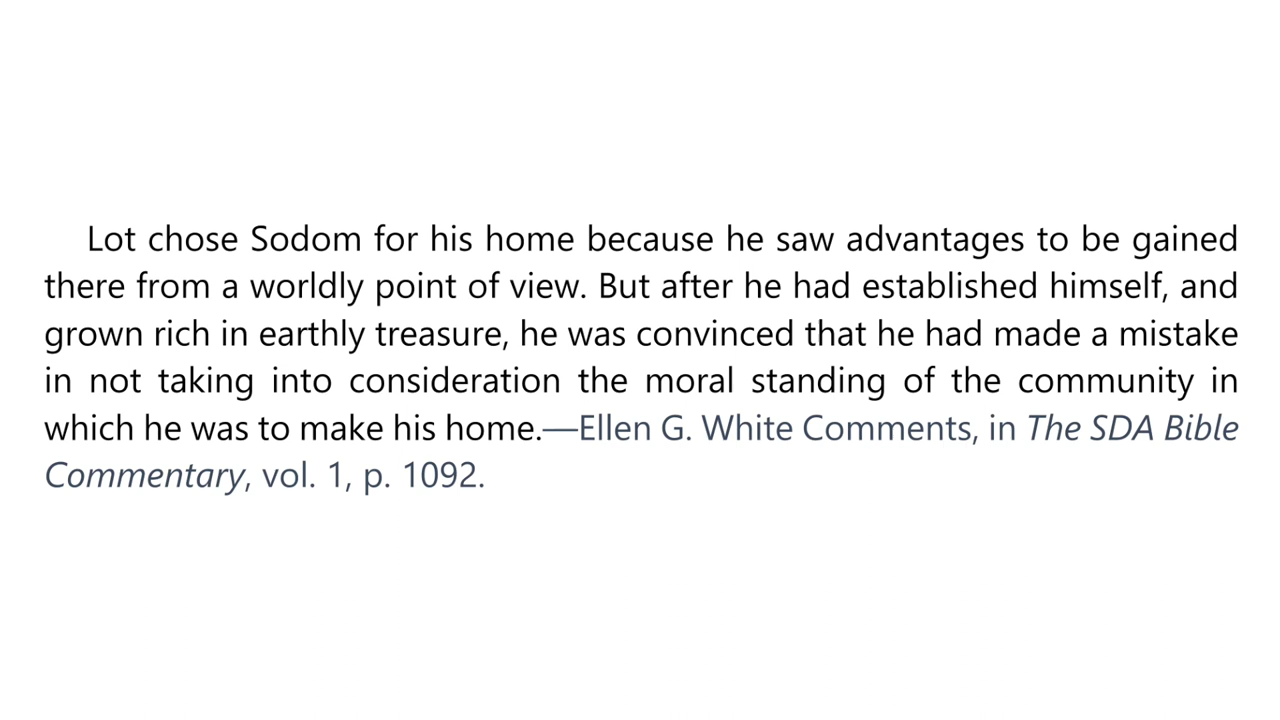 Lot chose Sodom for his home because he saw advantages to be gained
there from a worldly point of view. But after he had established himself, and
grown rich in earthly treasure, he was convinced that he had made a mistake
in not taking into consideration the moral standing of the community in
which he was to make his home.—Ellen G. White Comments, in The SDA Bible
Commentary, vol. 1, p. 1092.